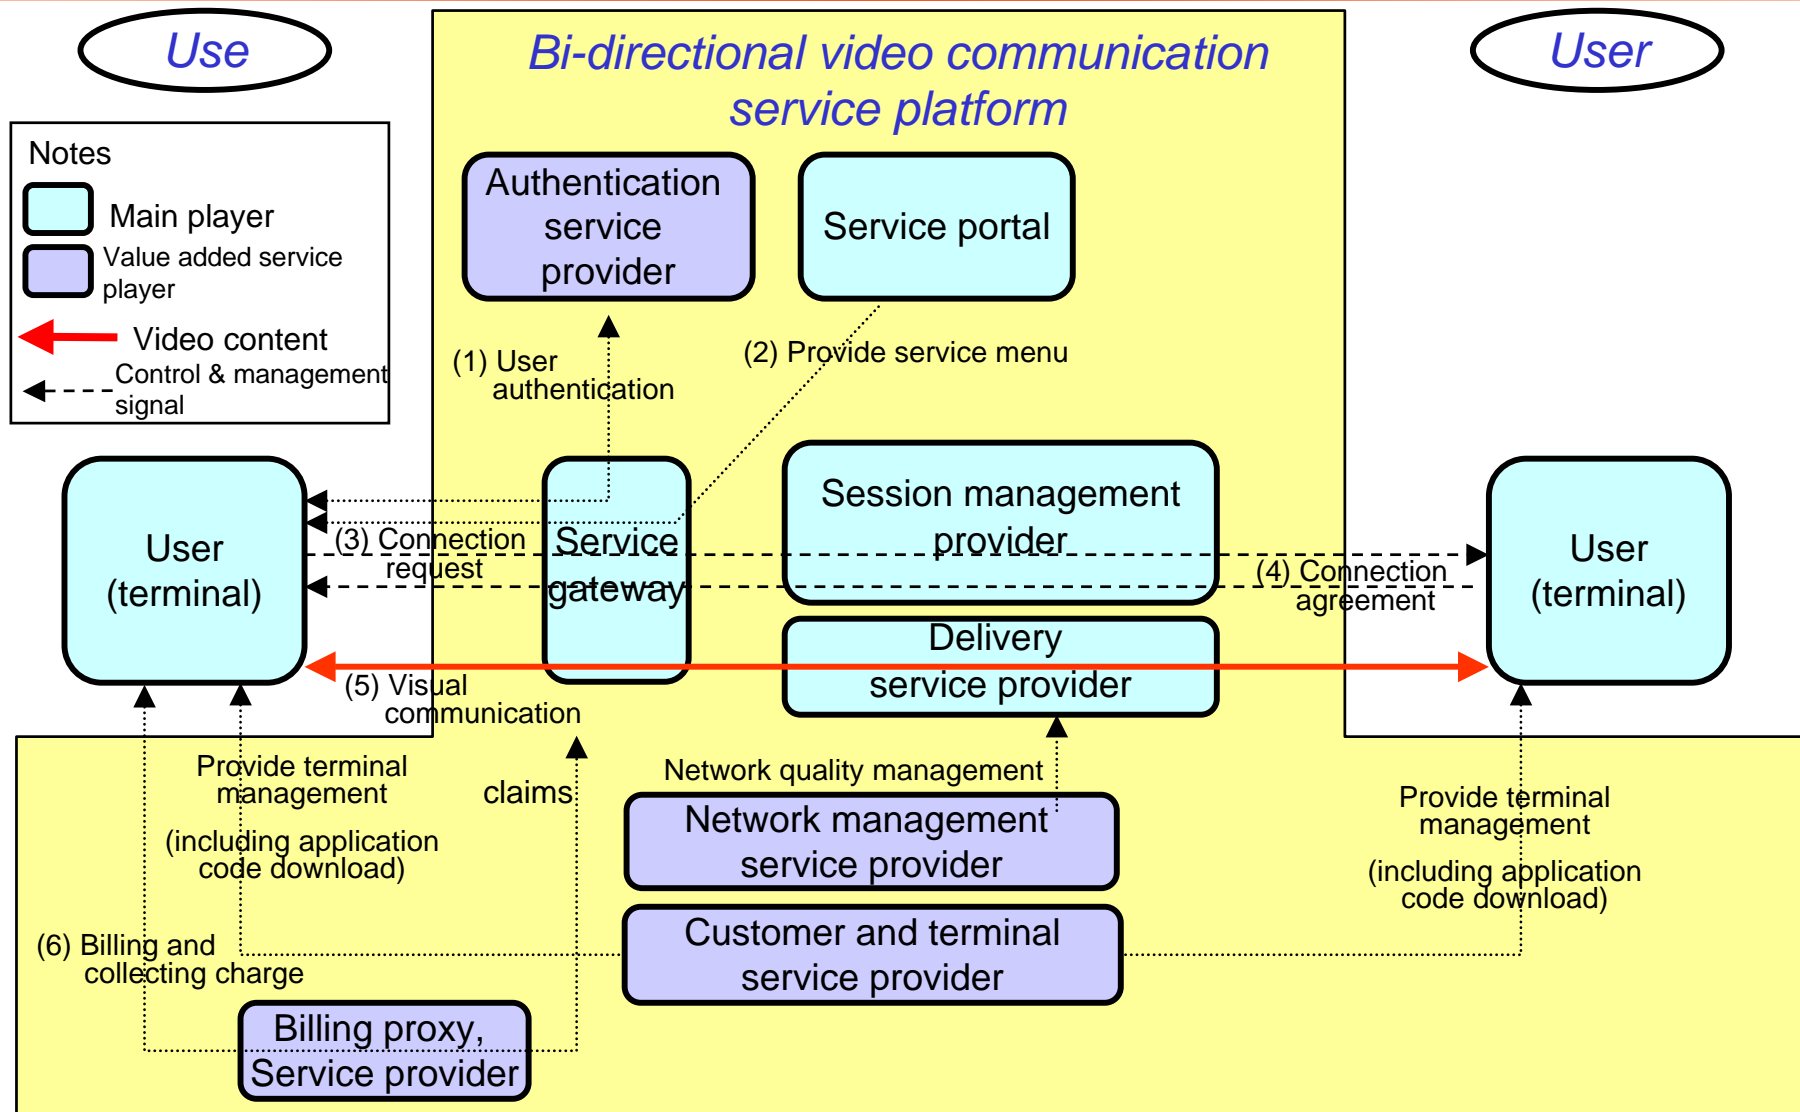 Use
Bi-directional video communication
service platform
User
Notes
Main player
Value added service
player
Video content
Control & management
signal
Authentication
service
provider
Service portal
(1) User
authentication
(2) Provide service menu
User
(terminal)
(3) Connection
request
Service
gateway
Session management
provider
(4) Connection
agreement
User
(terminal)
Delivery
service provider
(5) Visual
communication
Provide terminal
management
(including application
code download)
claims
Network quality management
Network management
service provider
Provide terminal
management
(including application
code download)
(6) Billing and
collecting charge
Customer and terminal
service provider
Billing proxy,
Service provider